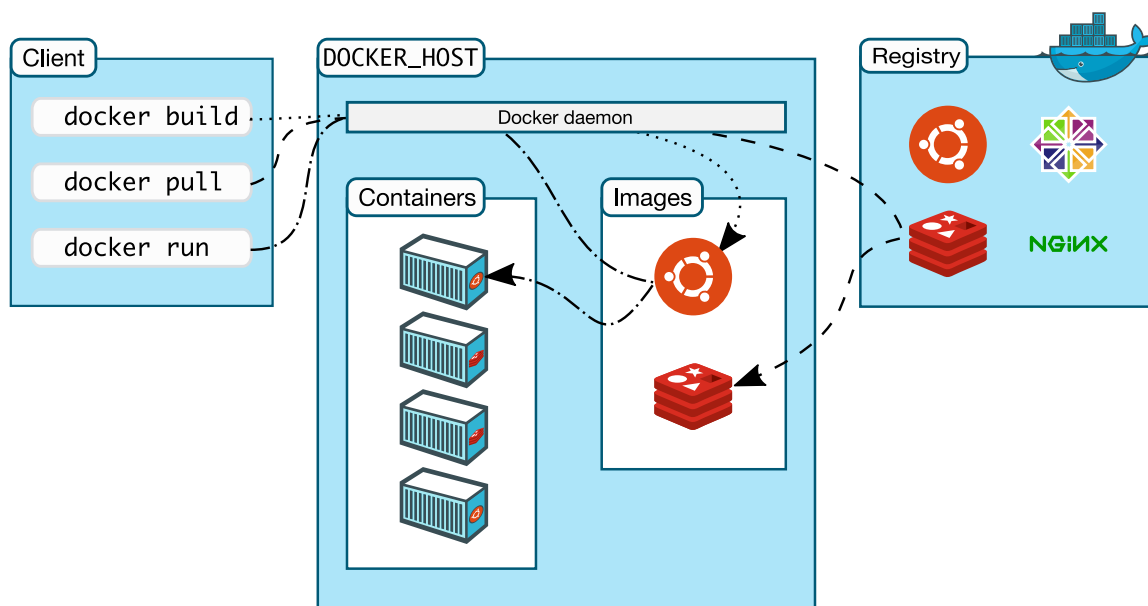 Client
docker build
docker pull
docker run
DOCKER_HOST
Docker daemon
Containers
Images
Registry
NGINX